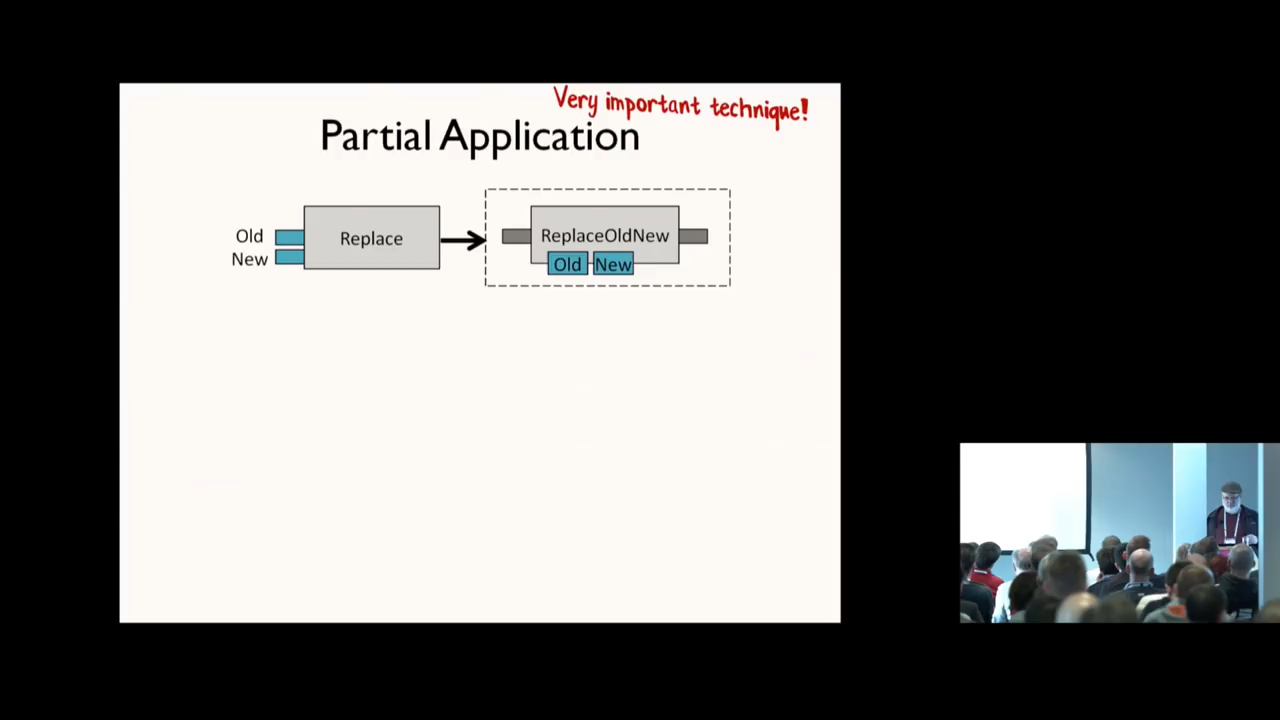 Very important technique!
Partial Application
Old
New
Replace
ReplaceOldNew
Old New